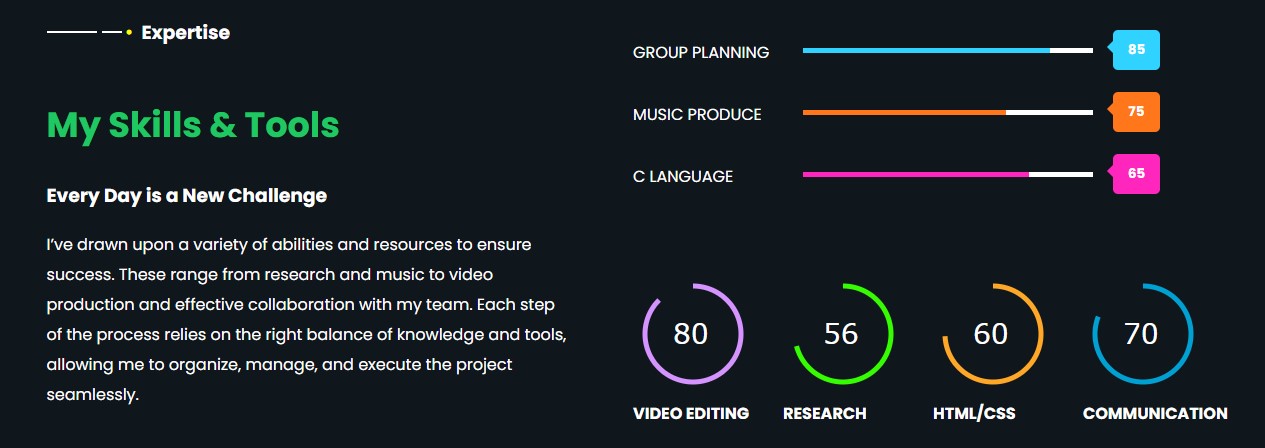 Expertise
My Skills & Tools
Every Day is a New Challenge
I’ve drawn upon a variety of abilities and resources to ensure
success. These range from research and music to video
production and effective collaboration with my team. Each step
of the process relies on the right balance of knowledge and tools,
allowing me to organize, manage, and execute the project
seamlessly.
GROUP PLANNING 85
MUSIC PRODUCE 75
C LANGUAGE 65
80 56 60 70
VIDEO EDITING RESEARCH HTML/CSS COMMUNICATION